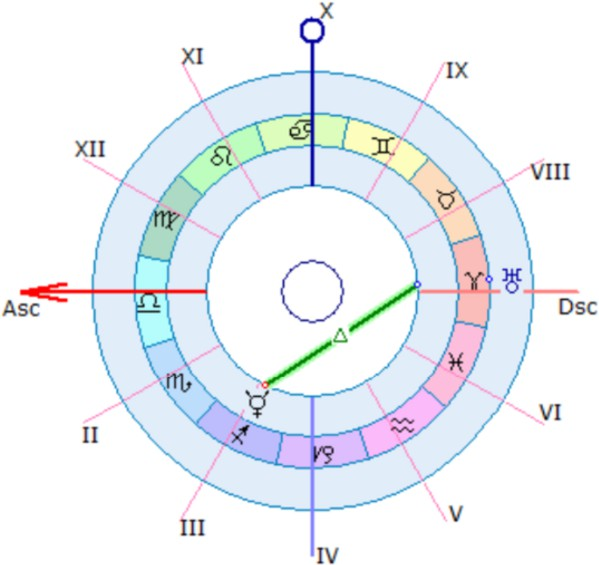 X
XI
IX
XII
VIII
♋
♌
♊
♍
♉
Asc
♎
♈
♅
Dsc
△
♏
♓
☿
♐
♑
♒
II
VI
III
V
IV